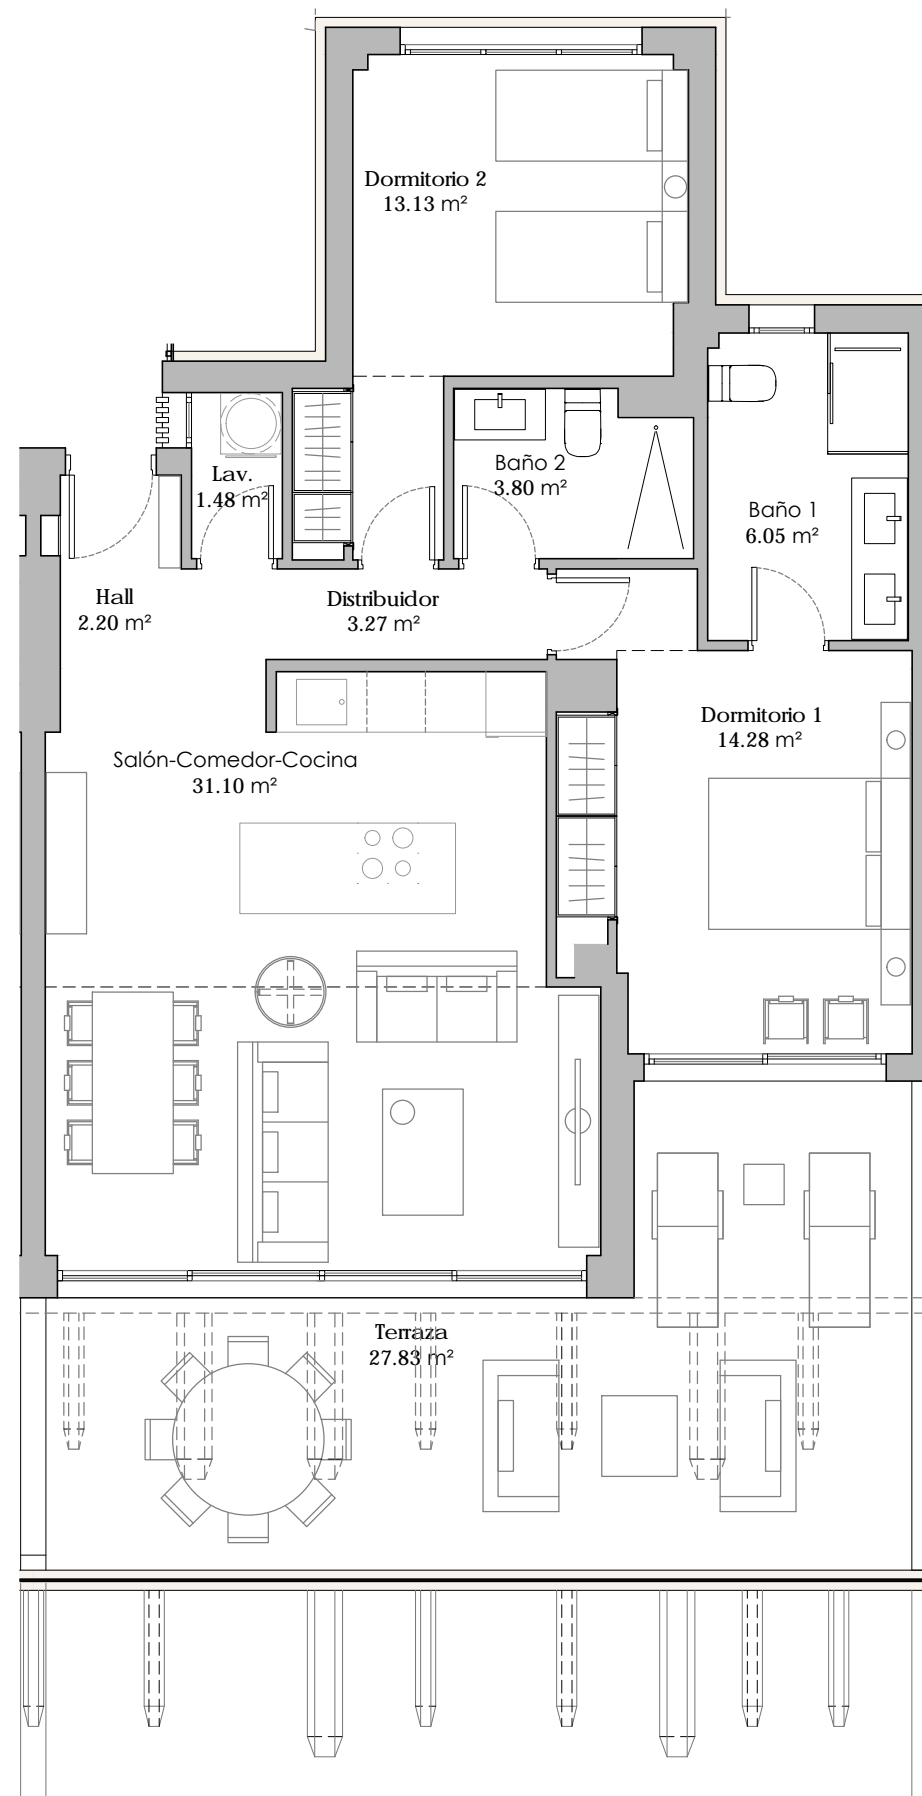 Dormitorio 2
13.13 m²
Lav.
1.48 m²
Baño 2
3.80 m²
Baño 1
6.05 m²
Hall
2.20 m²
Distribuidor
3.27 m²
Dormitorio 1
14.28 m²
Salón-Comedor-Cocina
31.10 m²
Terraza
27.83 m²